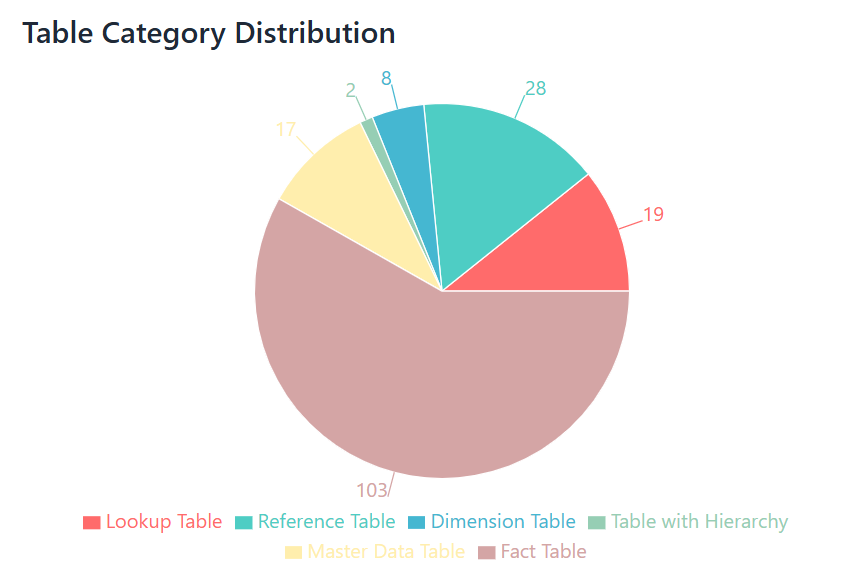 Table Category Distribution
8
2
28
17
19
103
Lookup Table Reference Table Dimension Table Table with Hierarchy
Master Data Table Fact Table